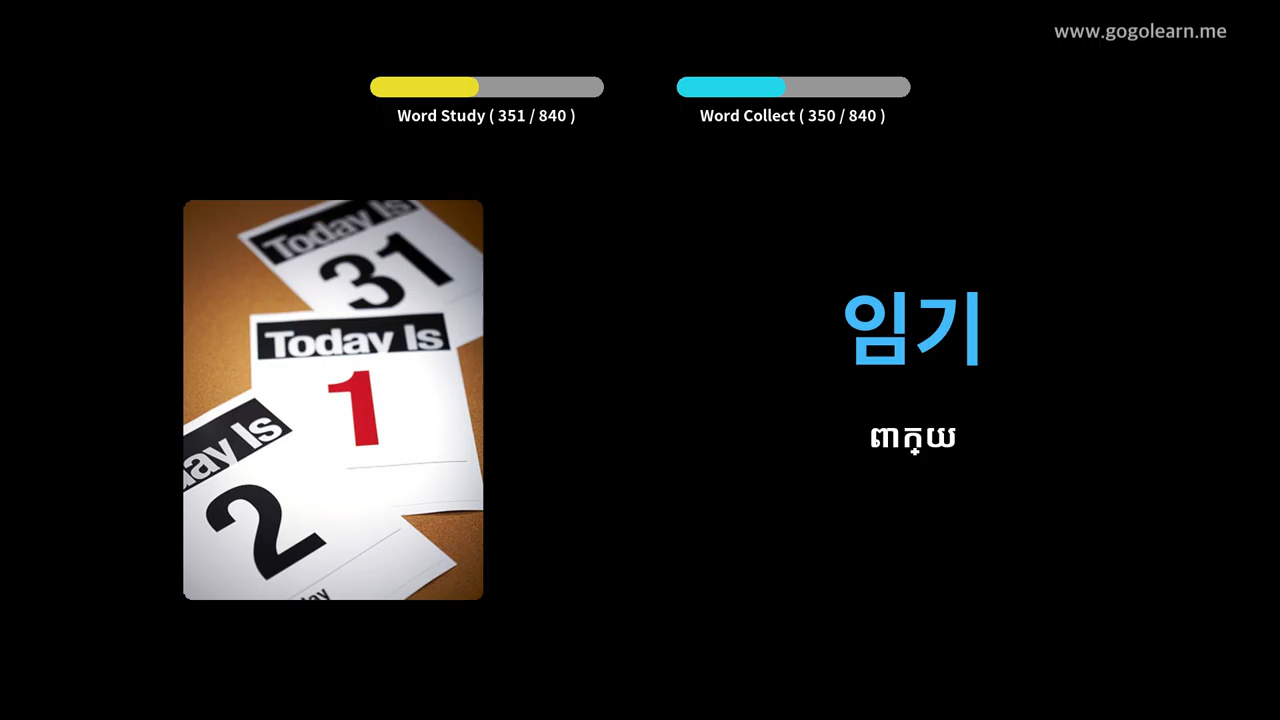 www.gogolearn.me
Word Study ( 351 / 840 )
Word Collect ( 350 / 840 )
Today Is
31
Today Is
1
ay Is
2
day
임기
ពាក្យ